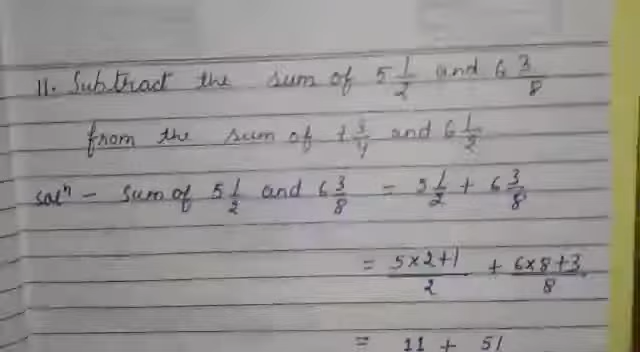 11. Subtract the sum of 5 1/2 and 6 3/8
from the sum of 7 3/4 and 6 1/2
Solⁿ - Sum of 5 1/2 and 6 3/8 = 5 1/2 + 6 3/8
= 5×2+1/2 + 6×8+3/8
= 11 + 51